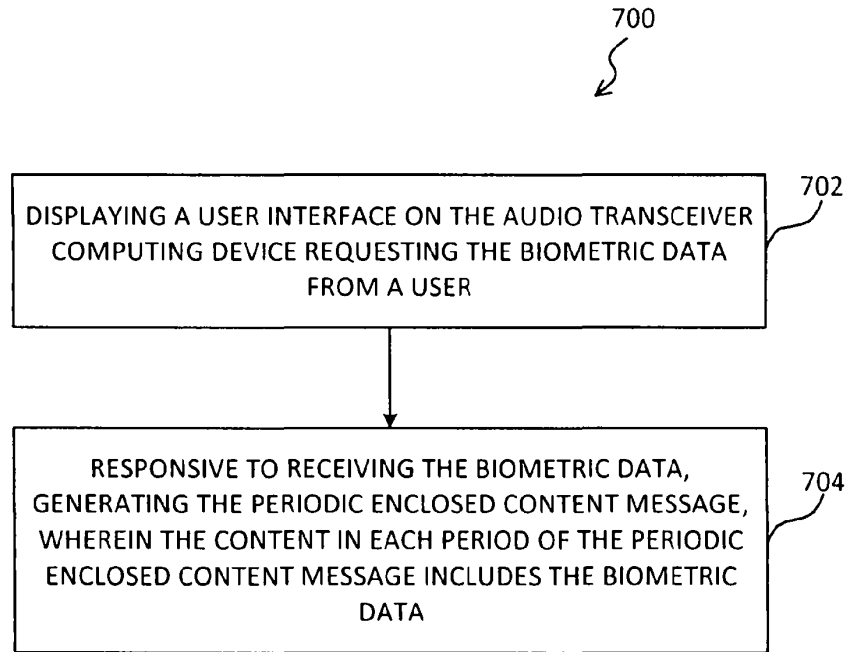 700
702
DISPLAYING A USER INTERFACE ON THE AUDIO TRANSCEIVER
COMPUTING DEVICE REQUESTING THE BIOMETRIC DATA
FROM A USER
704
RESPONSIVE TO RECEIVING THE BIOMETRIC DATA,
GENERATING THE PERIODIC ENCLOSED CONTENT MESSAGE,
WHEREIN THE CONTENT IN EACH PERIOD OF THE PERIODIC
ENCLOSED CONTENT MESSAGE INCLUDES THE BIOMETRIC
DATA